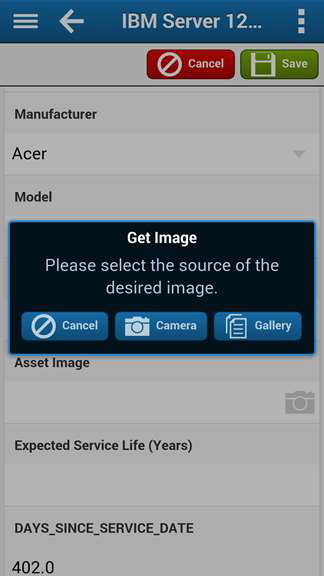 IBM Server 12...
Cancel
Save
Manufacturer
Acer
Model
Get Image
Please select the source of the
desired image.
Cancel
Camera
Gallery
Asset Image
Expected Service Life (Years)
DAYS_SINCE_SERVICE_DATE
402.0